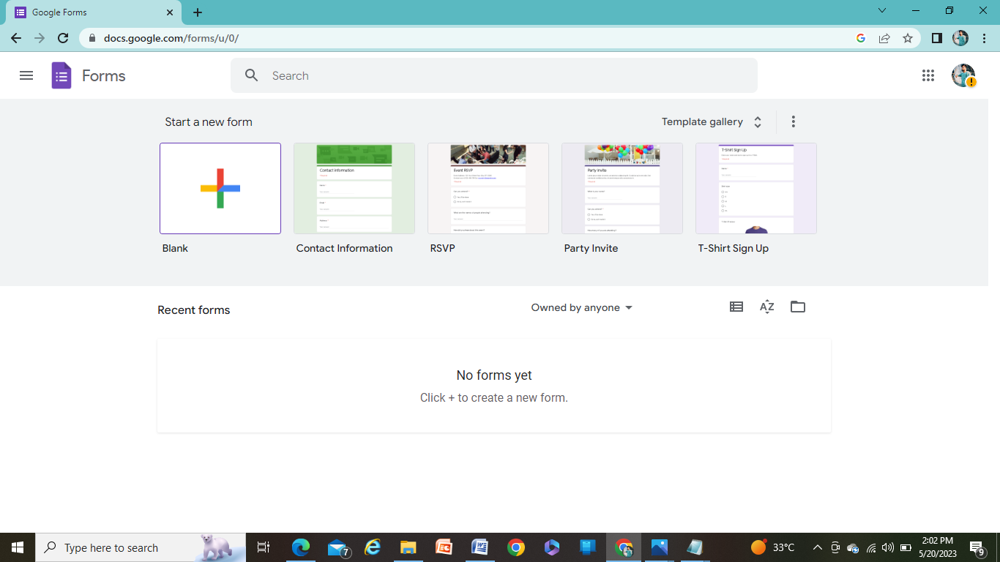 Google Forms
docs.google.com/forms/u/0/
Forms
Search
Start a new form
Template gallery
Contact Information
Event RSVP
Party Invite
T-Shirt Sign Up
Blank
Contact Information
RSVP
Party Invite
T-Shirt Sign Up
Recent forms
Owned by anyone
AZ
No forms yet
Click + to create a new form.
Type here to search
7
33°C
2:02 PM
5/20/2023
9